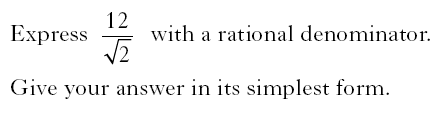 Express 12/√2 with a rational denominator.
Give your answer in its simplest form.